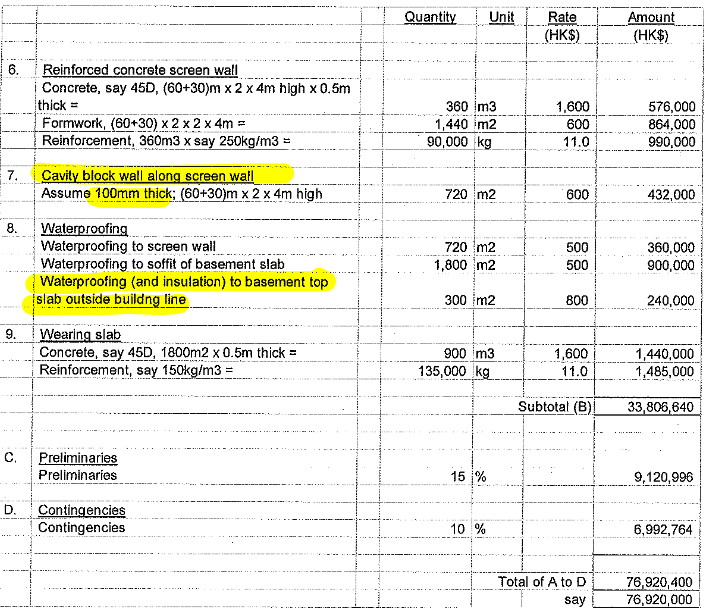 Quantity Unit Rate Amount
(HK$) (HK$)
6. Reinforced concrete screen wall
Concrete, say 45D, (60+30)m x 2 x 4m high x 0.5m
thick = 360 m3 1,600 576,000
Formwork, (60+30) x 2 x 2 x 4m = 1,440 m2 600 864,000
Reinforcement, 360m3 x say 250kg/m3 = 90,000 kg 11.0 990,000
7. Cavity block wall along screen wall
Assume 100mm thick; (60+30)m x 2 x 4m high 720 m2 600 432,000
8. Waterproofing
Waterproofing to screen wall 720 m2 500 360,000
Waterproofing to soffit of basement slab 1,800 m2 500 900,000
Waterproofing (and insulation) to basement top
slab outside buildng line 300 m2 800 240,000
9. Wearing slab
Concrete, say 45D, 1800m2 x 0.5m thick = 900 m3 1,600 1,440,000
Reinforcement, say 150kg/m3 = 135,000 kg 11.0 1,485,000
Subtotal (B) 33,806,640
C. Preliminaries
Preliminaries 15 % 9,120,996
D. Contingencies
Contingencies 10 % 6,992,764
Total of A to D 76,920,400
say 76,920,000